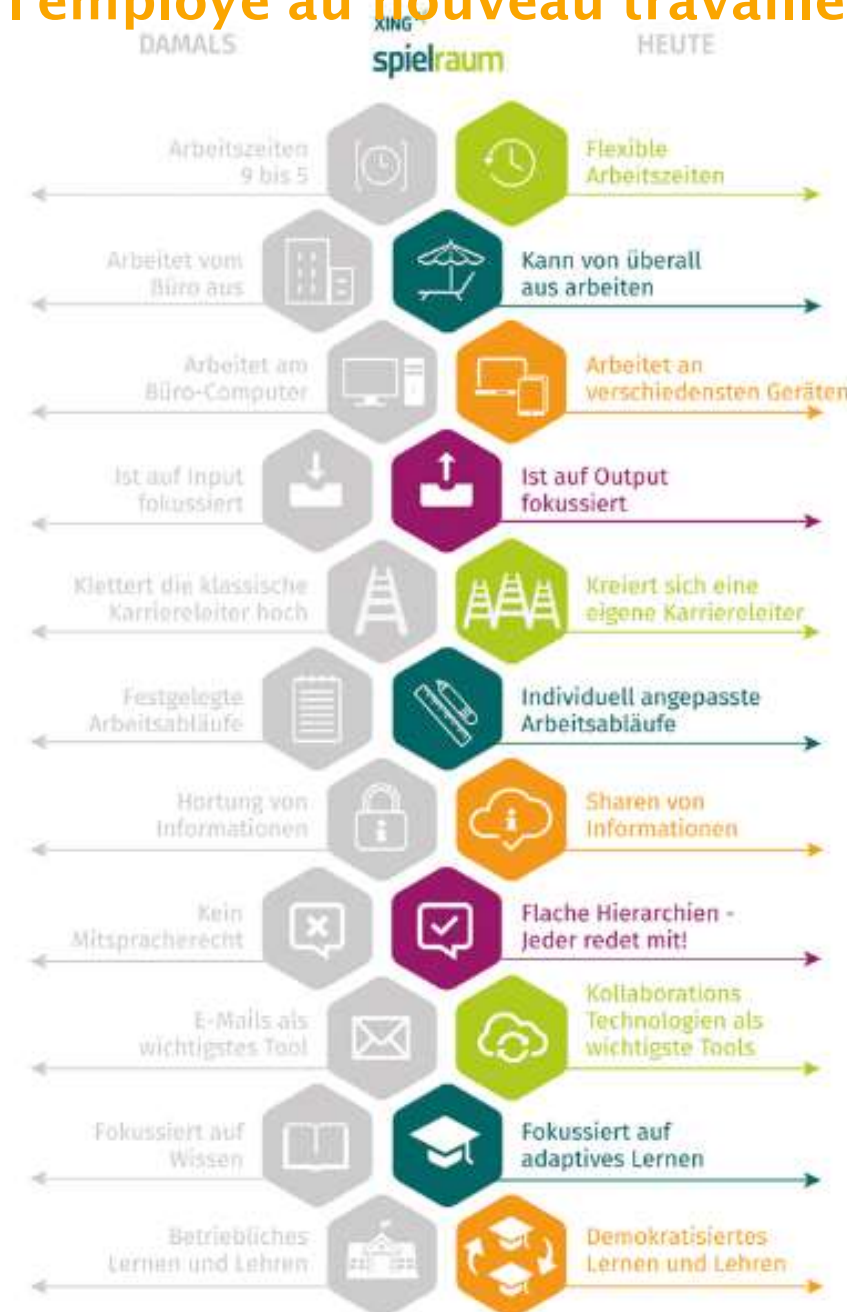 l'employé au nouveau travaille
XING
DAMALS
spielraum
HEUTE
Arbeitszeiten
9 bis 5
Flexible
Arbeitszeiten
Arbeitet vom
Büro aus
Kann von überall
aus arbeiten
Arbeitet am
Büro-Computer
Arbeitet an
verschiedensten Geräten
Ist auf Input
fokussiert
Ist auf Output
fokussiert
Klettert die klassische
Karriereleiter hoch
Kreiert sich eine
eigene Karriereleiter
Festgelegte
Arbeitsabläufe
Individuell angepasste
Arbeitsabläufe
Hortung von
Informationen
Sharen von
Informationen
Kein
Mitspracherecht
Flache Hierarchien -
Jeder redet mit!
E-Mails als
wichtigstes Tool
Kollaborations
Technologien als
wichtigste Tools
Fokussiert auf
Wissen
Fokussiert auf
adaptives Lernen
Betriebliches
Lernen und Lehren
Demokratisiertes
Lernen und Lehren